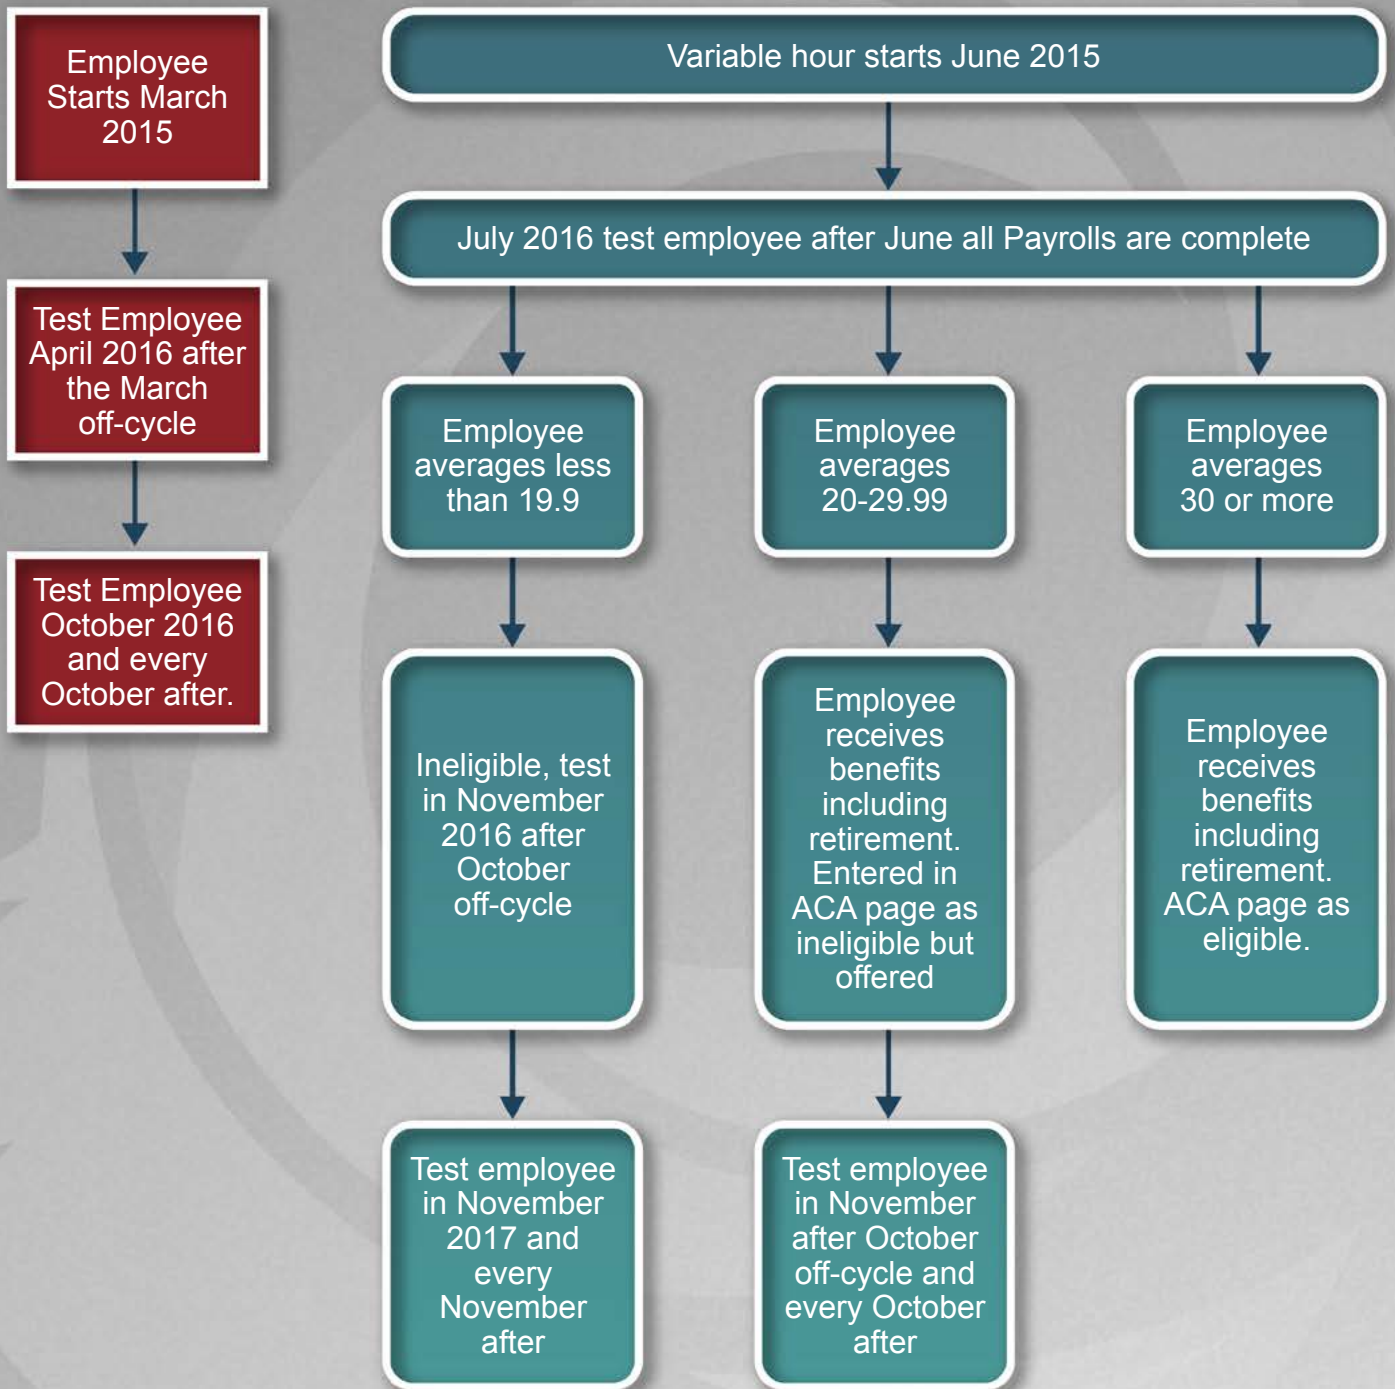 Employee
Starts March
2015
Test Employee
April 2016 after
the March
off-cycle
Test Employee
October 2016
and every
October after.
Variable hour starts June 2015
July 2016 test employee after June all Payrolls are complete
Employee
averages less
than 19.9
Ineligible, test
in November
2016 after
October
off-cycle
Test employee
in November
2017 and
every
November
after
Employee
averages
20-29.99
Employee
receives
benefits
including
retirement.
Entered in
ACA page as
ineligible but
offered
Test employee
in November
after October
off-cycle and
every October
after
Employee
averages
30 or more
Employee
receives
benefits
including
retirement.
ACA page as
eligible.